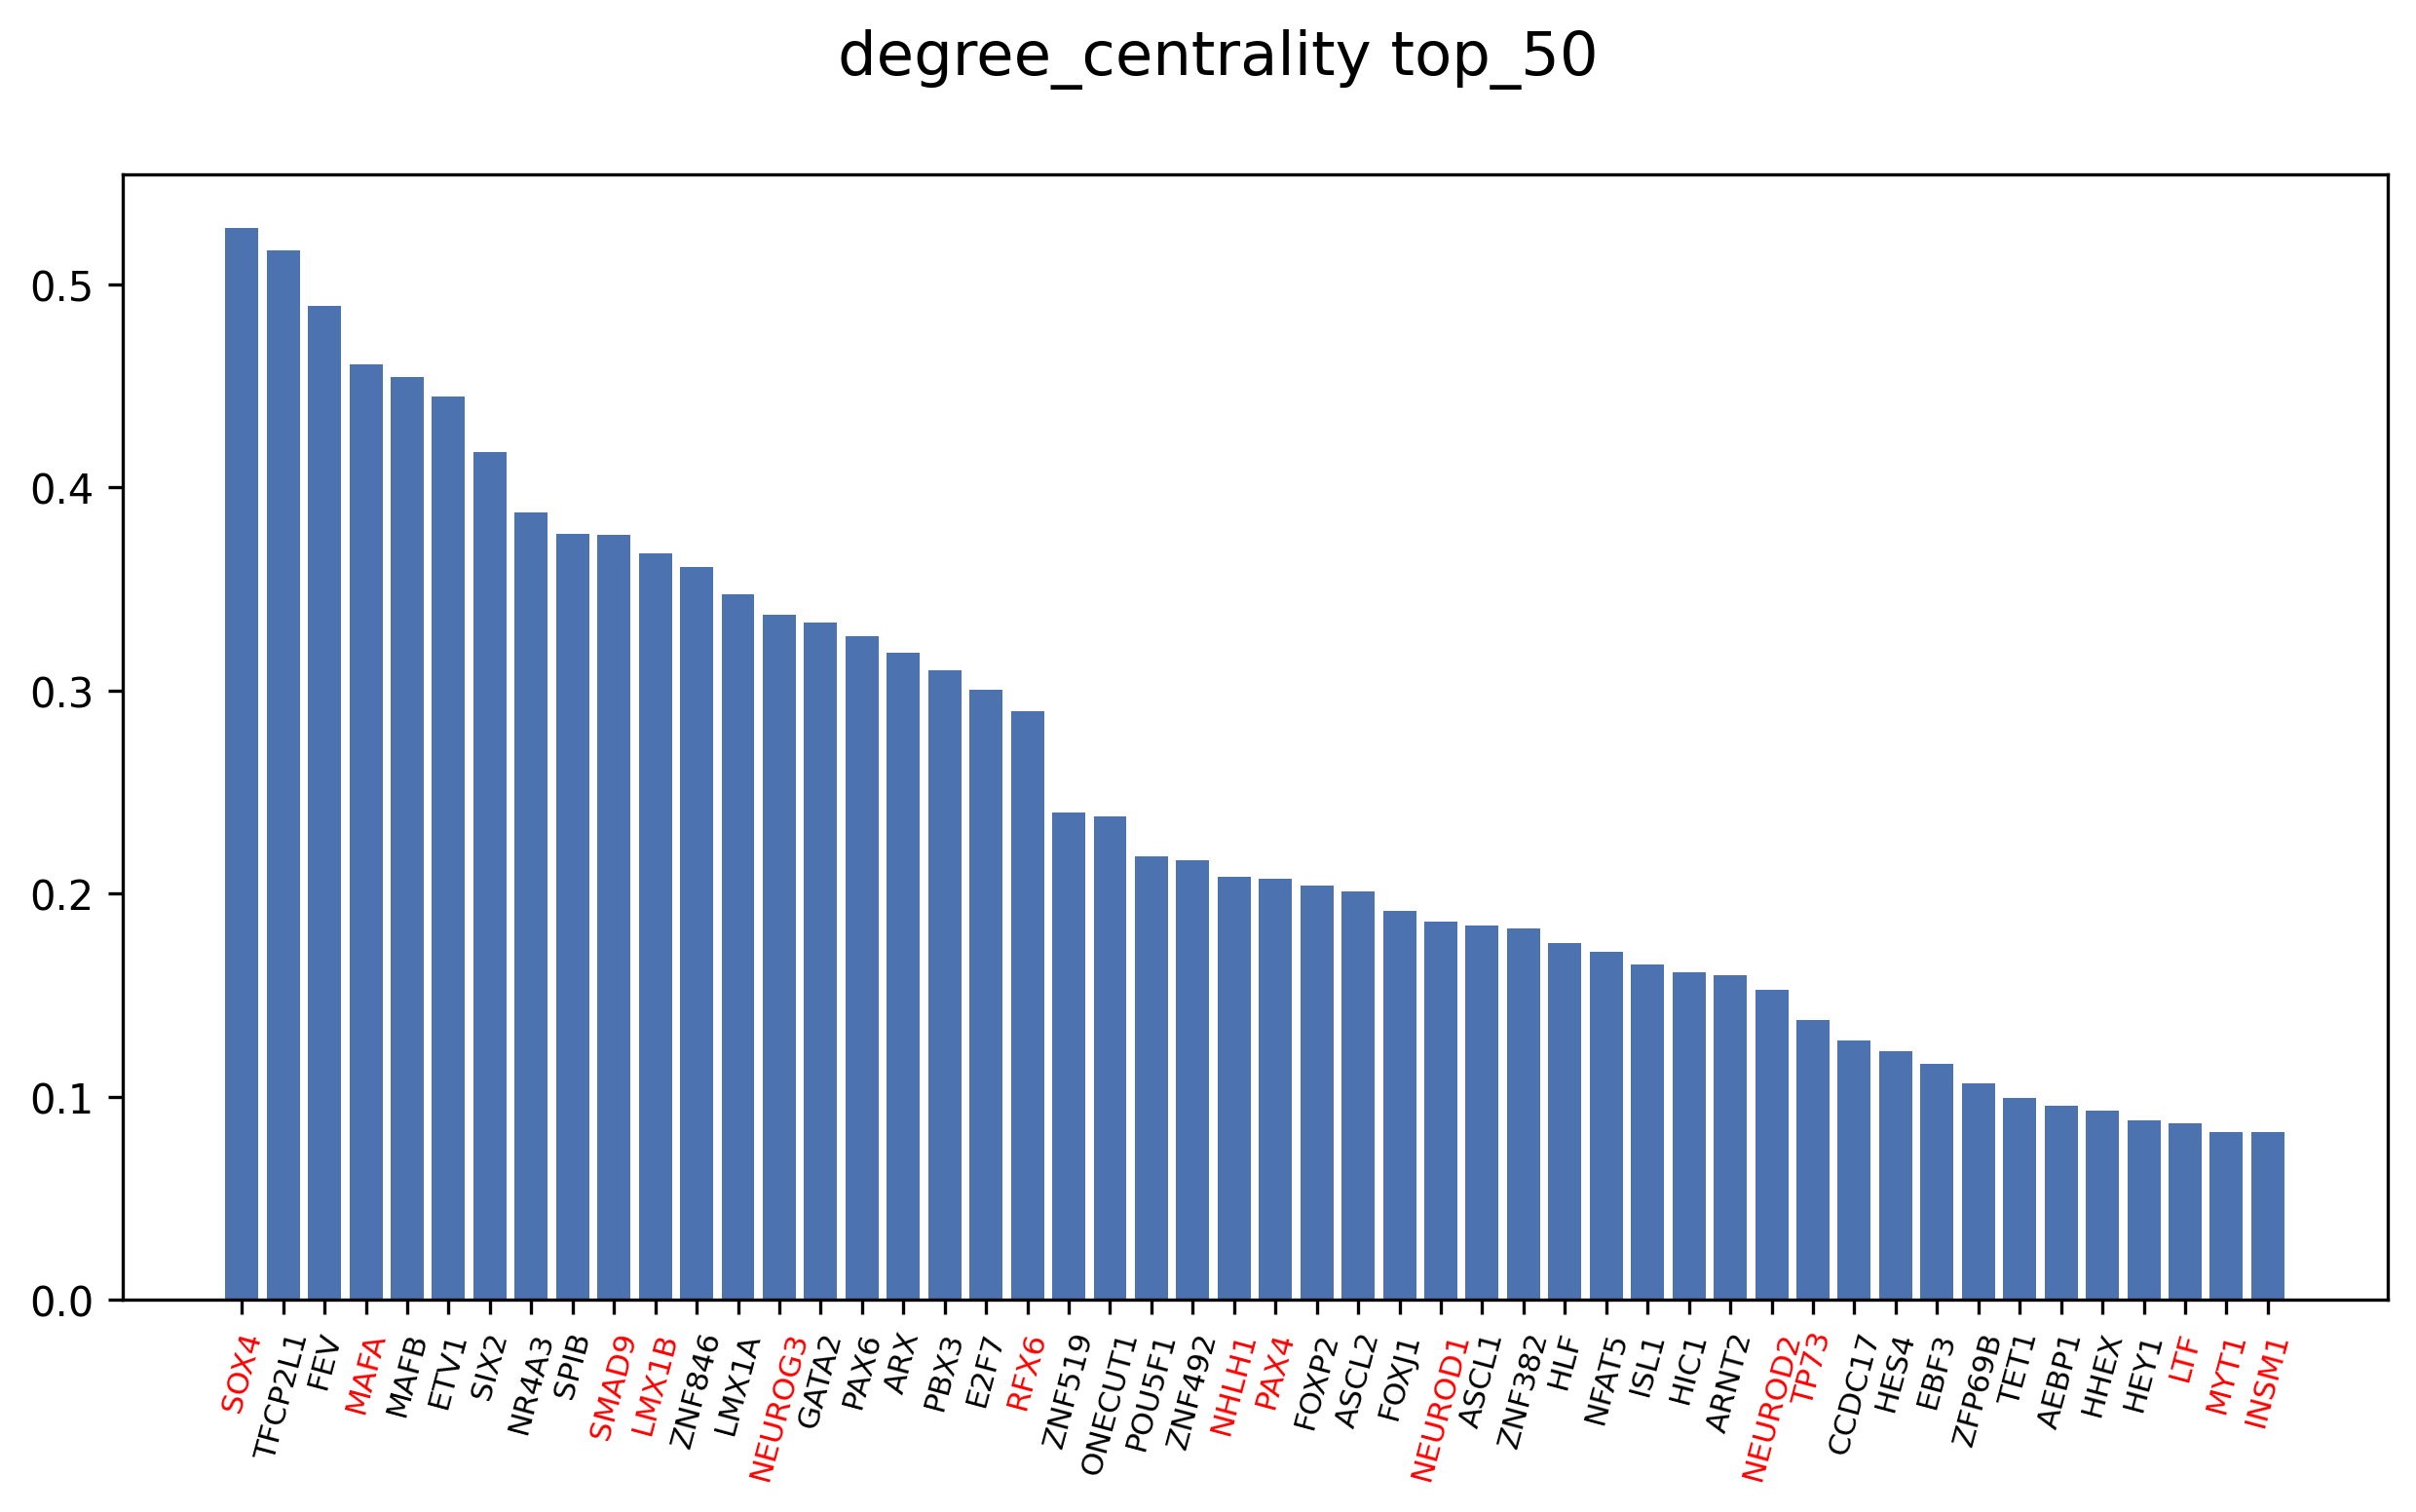 degree_centrality top_50
0.5
0.4
0.3
0.2
0.1
0.0
SOX4
TFCP2L1
FEV
MAFA
MAFB
ETV1
SIX2
NR4A3
SPIB
SMAD9
LMX1B
ZNF846
LMX1A
NEUROG3
GATA2
PAX6
ARX
PBX3
E2F7
RFX6
ZNF519
ONECUT1
POU5F1
ZNF492
NHLH1
PAX4
FOXP2
ASCL2
FOXJ1
NEUROD1
ASCL1
ZNF382
HLF
NFAT5
ISL1
HIC1
ARNT2
NEUROD2
TP73
CCDC17
HES4
EBF3
ZFP69B
TET1
AEBP1
HHEX
HEY1
LTF
MYT1
INSM1